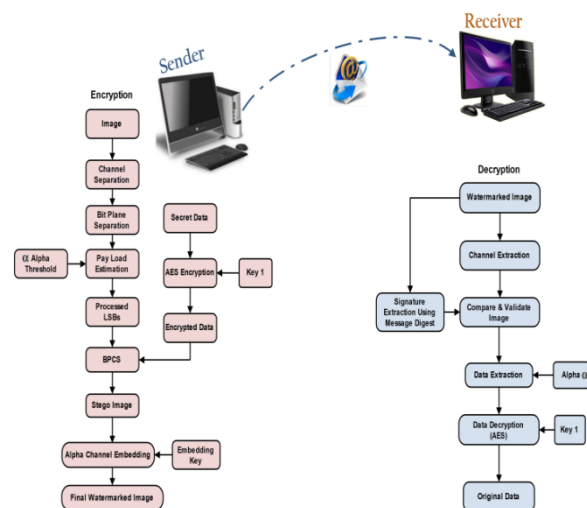 Sender
Receiver
Encryption
Image
Channel
Separation
Bit Plane
Separation
α Alpha
Threshold
Pay Load
Estimation
Processed
LSBs
BPCS
Stego Image
Alpha Channel Embedding
Final Watermarked Image
Secret Data
AES Encryption
Key 1
Encrypted Data
Embedding
Key
Decryption
Watermarked Image
Channel Extraction
Signature
Extraction Using
Message Digest
Compare & Validate
Image
Data Extraction
Alpha α
Data Decryption
(AES)
Key 1
Original Data